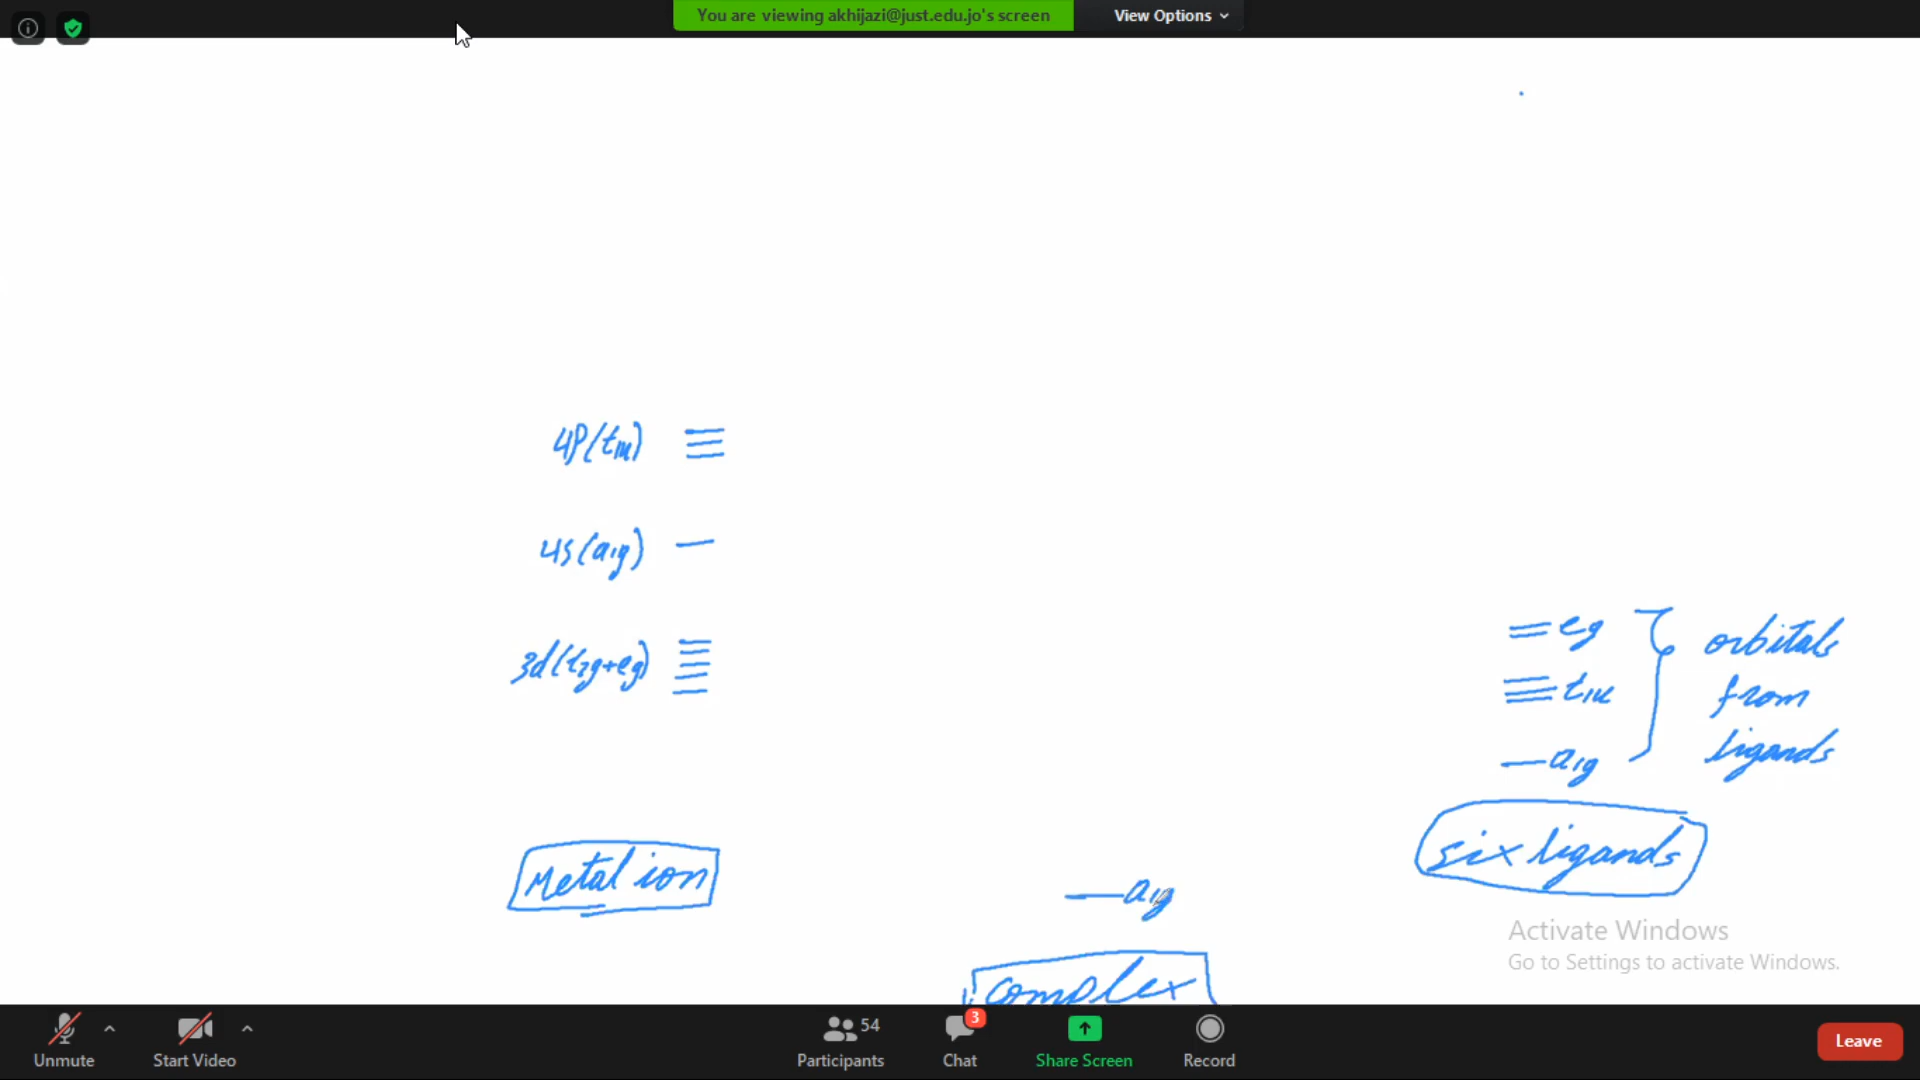 You are viewing akhijazi@just.edu.jo's screen
View Options
4P(t1u)
4s(a1g)
3d(t2g+eg)
eg
t1u
a1g
orbitals
from
ligands
Metal ion
six ligands
a1g
complex
Activate Windows
Go to Settings to activate Windows.
Unmute
Start Video
54
Participants
3
Chat
Share Screen
Record
Leave